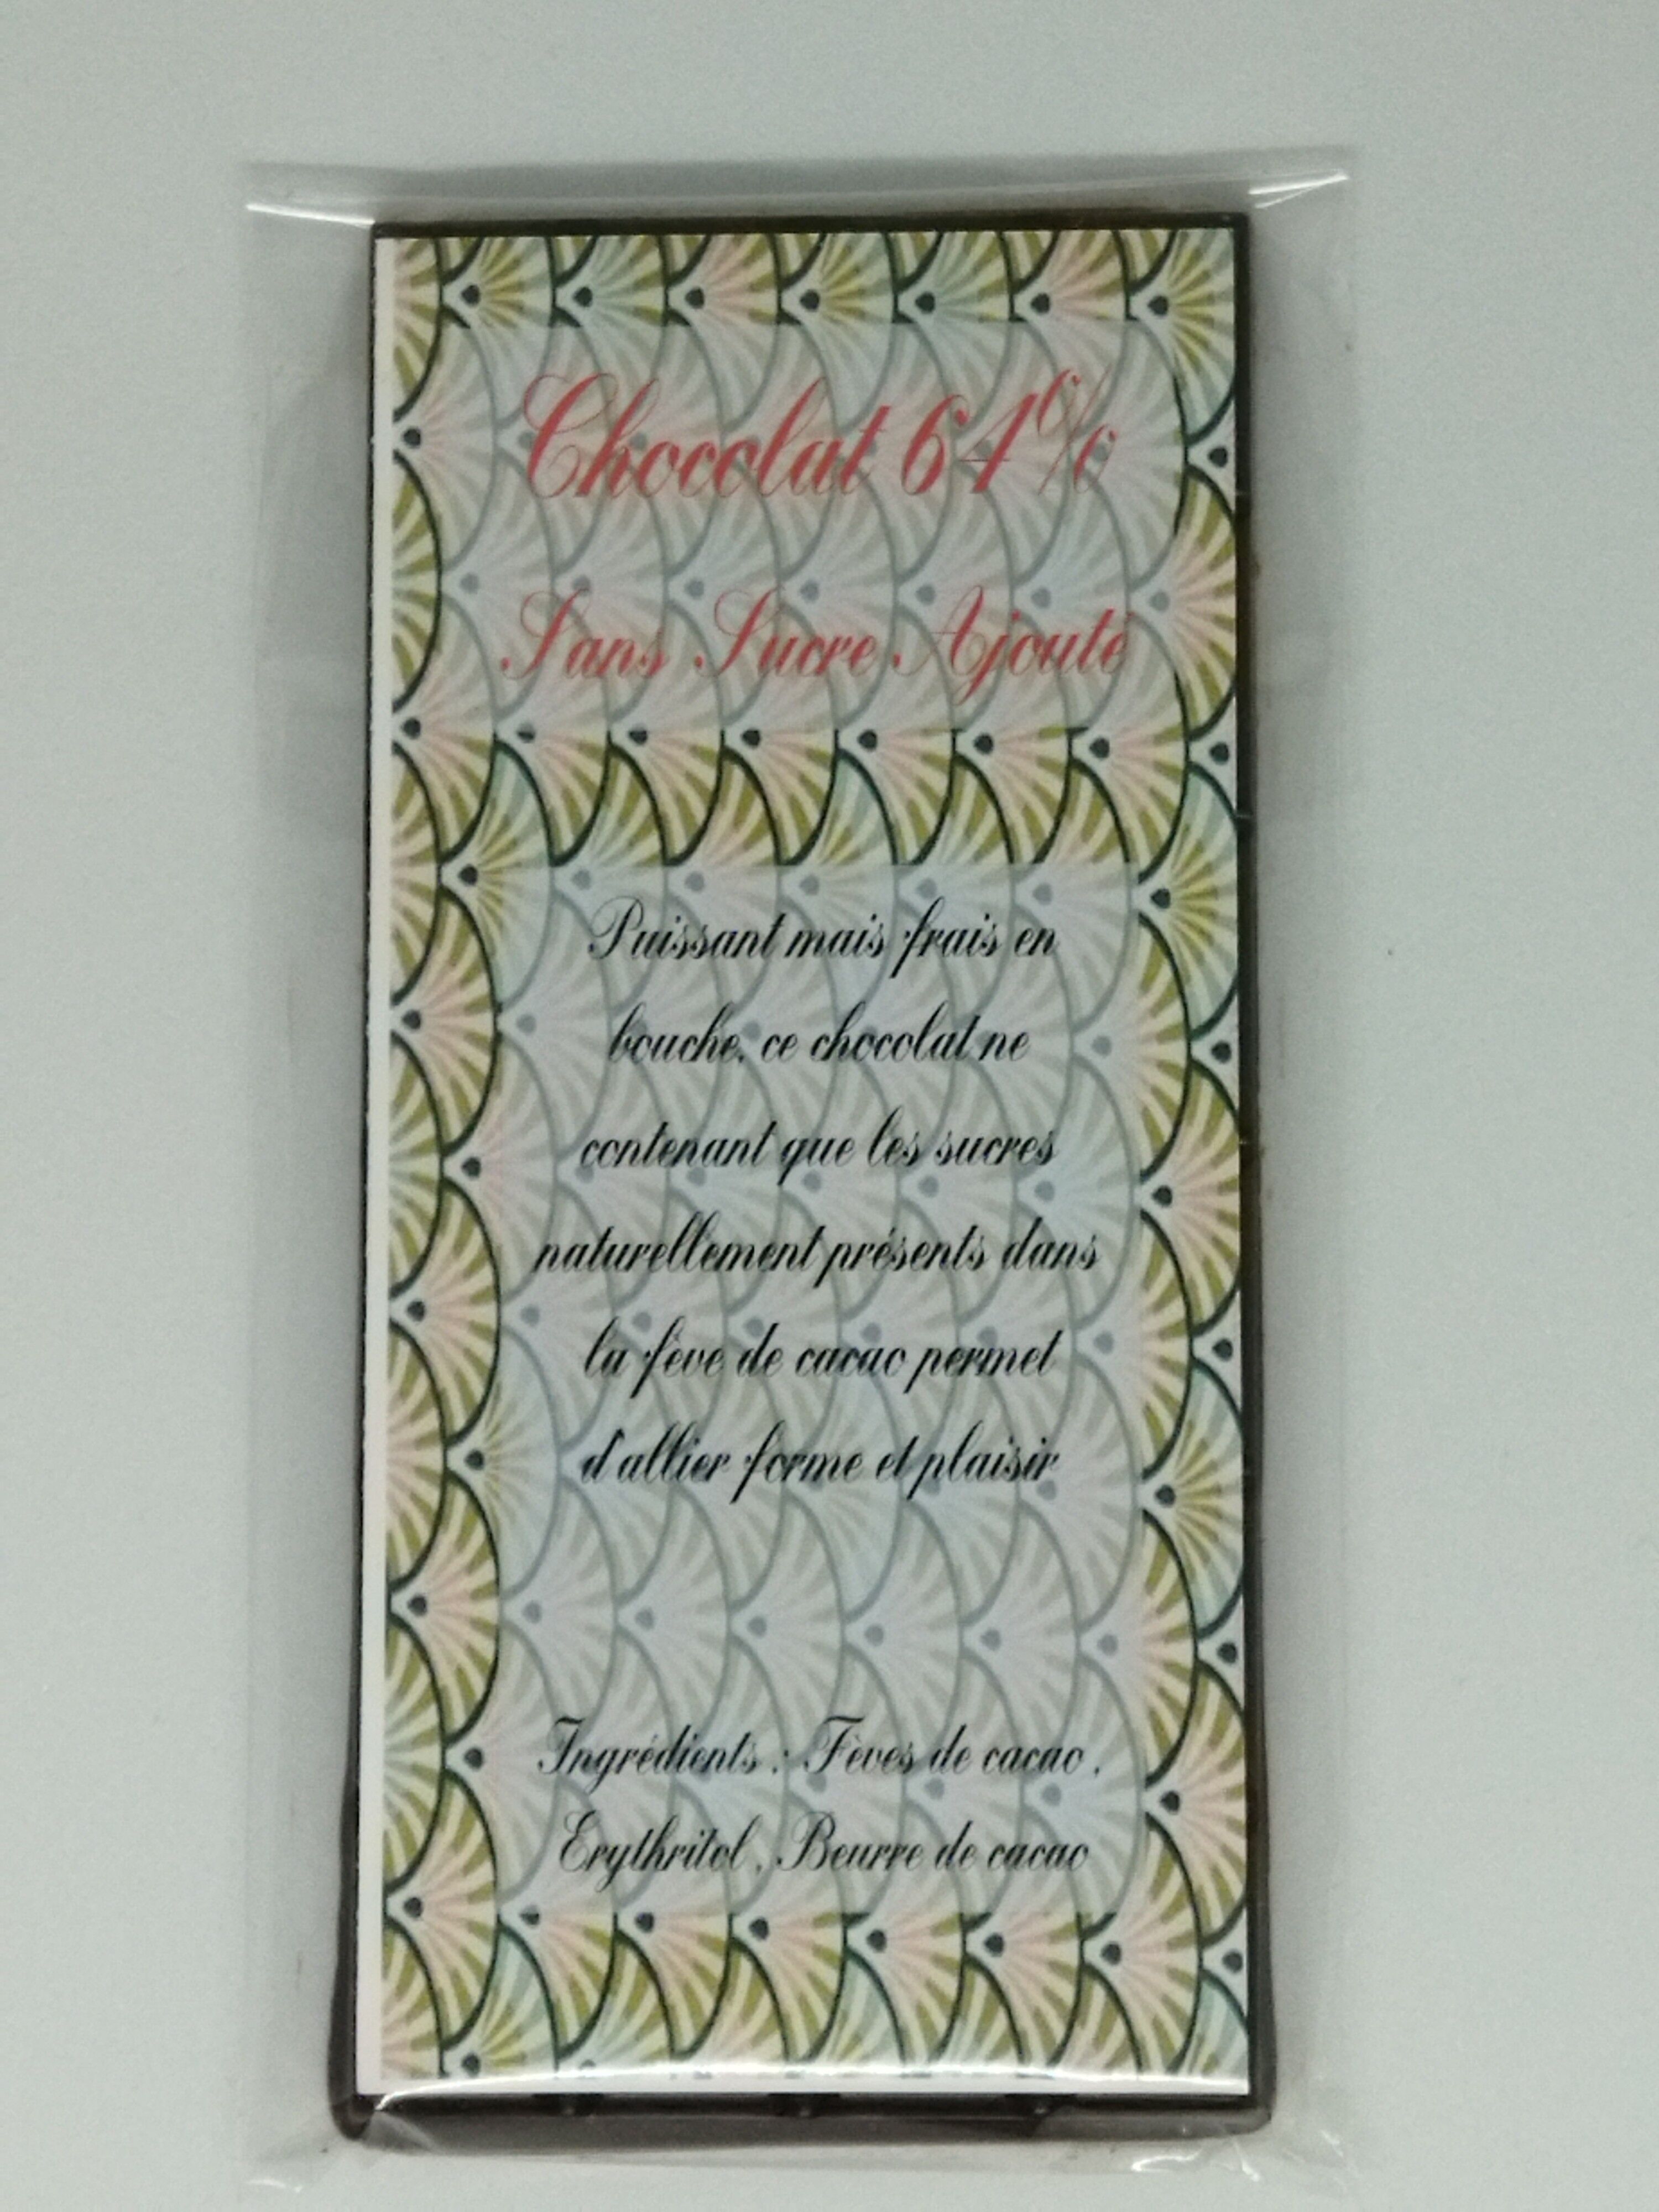 Chocolat 64%
Sans Sucre Ajouté
Puissant mais frais en
bouche, ce chocolat ne
contenant que les sucres
naturellement présents dans
la fève de cacao permet
d'allier forme et plaisir
Ingrédients : Fèves de cacao ,
Erythritol , Beurre de cacao